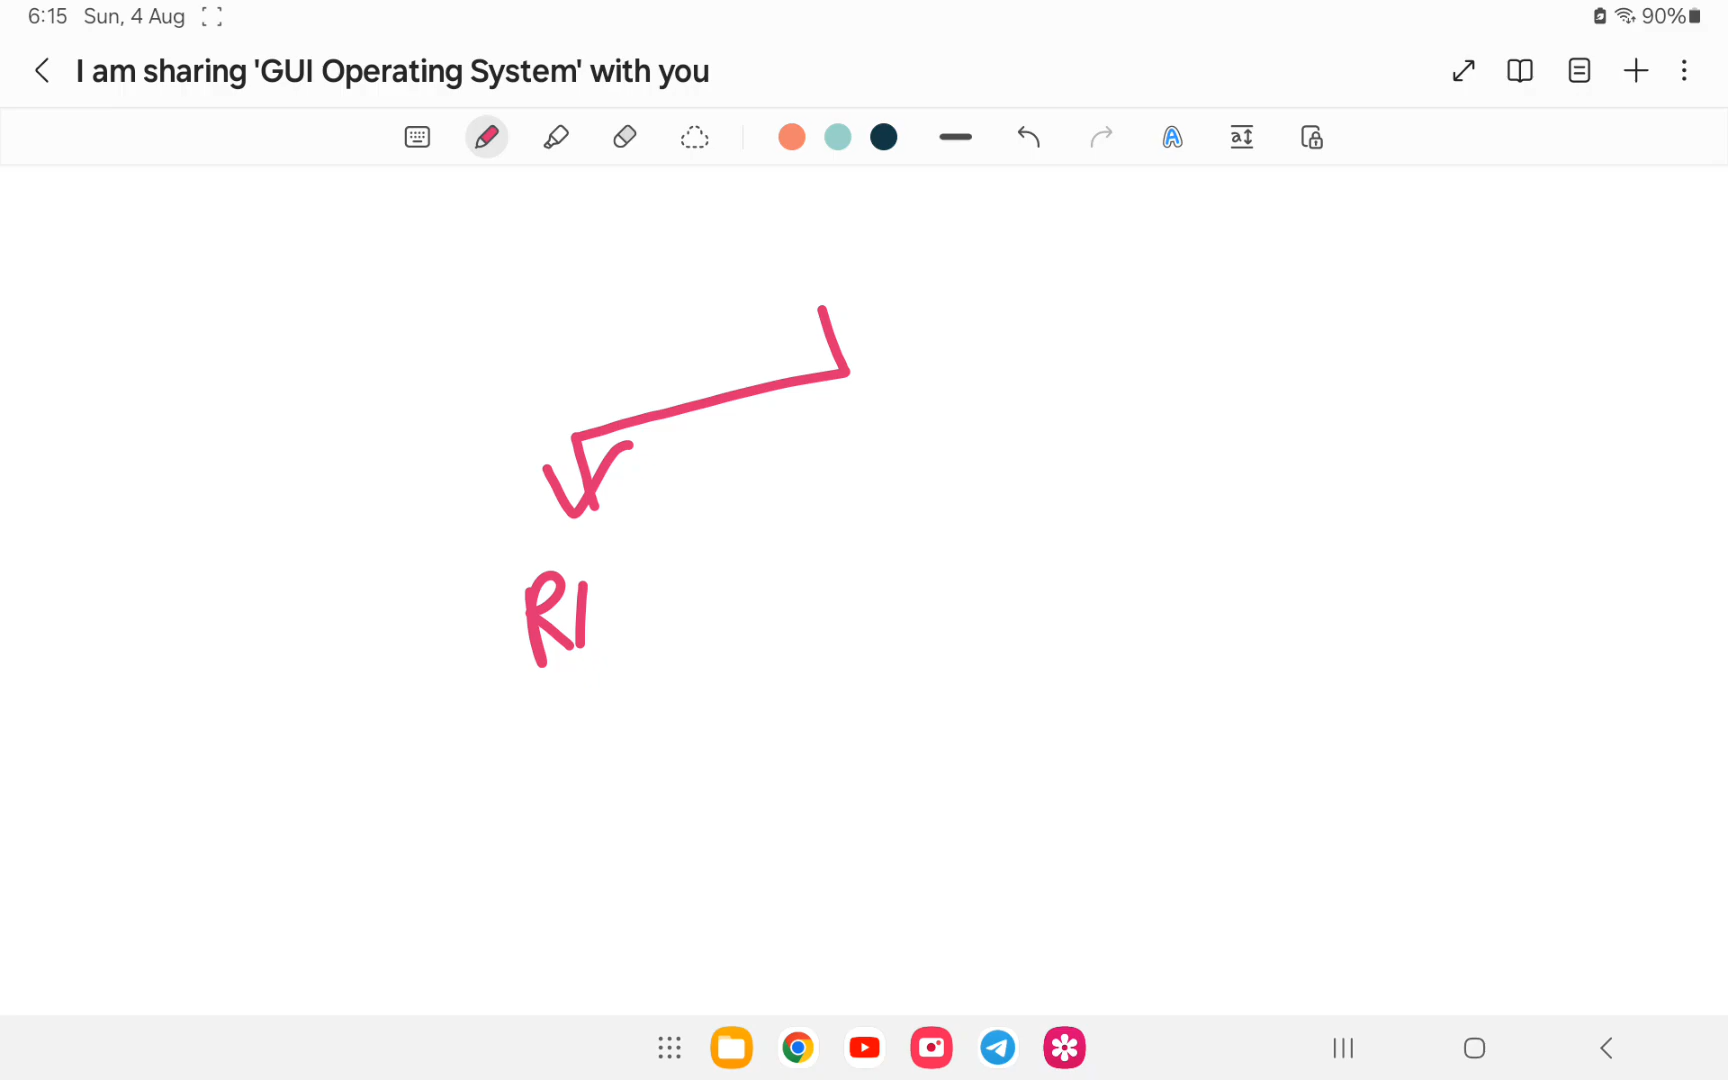 6:15 Sun, 4 Aug 90%
I am sharing 'GUI Operating System' with you
RI